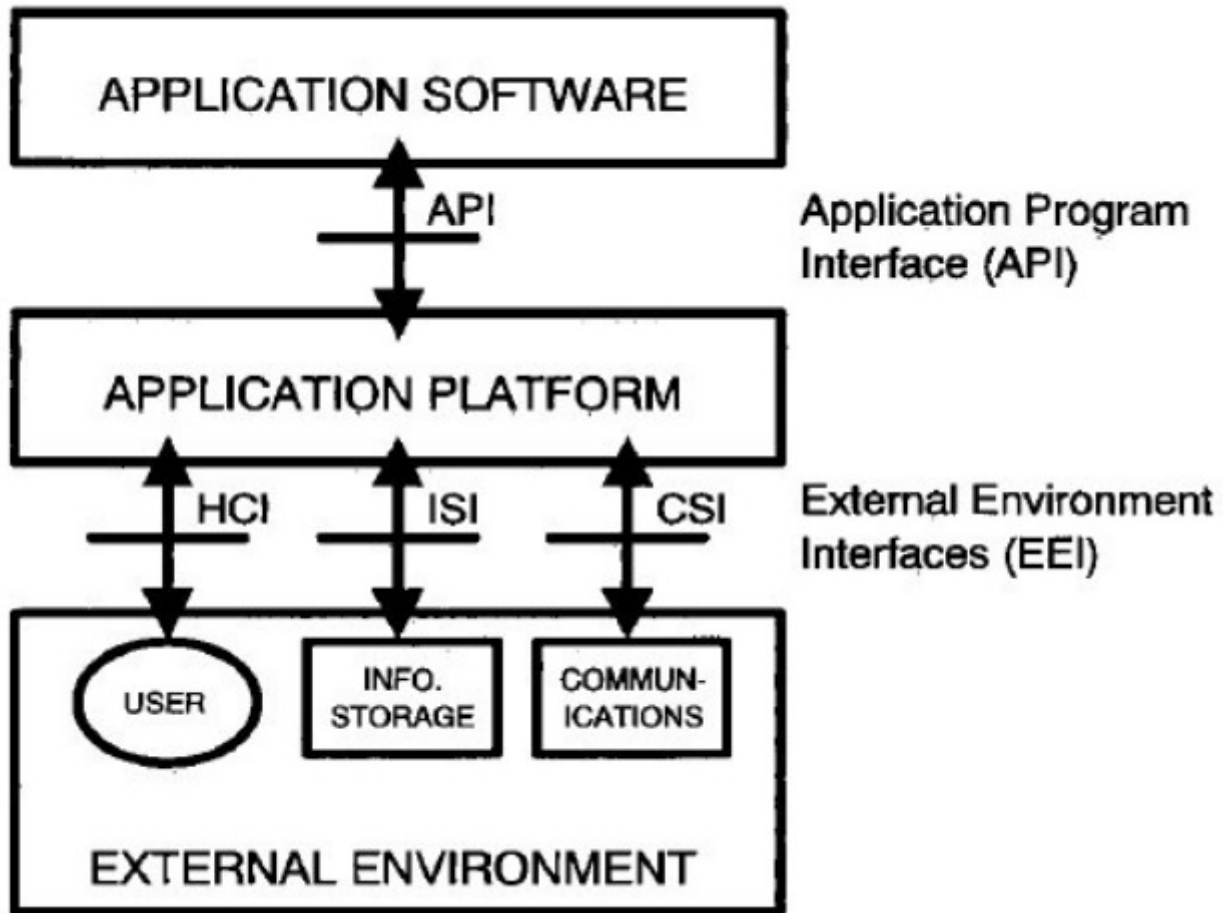 APPLICATION SOFTWARE
API
Application Program
Interface (API)
APPLICATION PLATFORM
HCI
ISI
CSI
External Environment
Interfaces (EEI)
USER
INFO.
STORAGE
COMMUN-
ICATIONS
EXTERNAL ENVIRONMENT